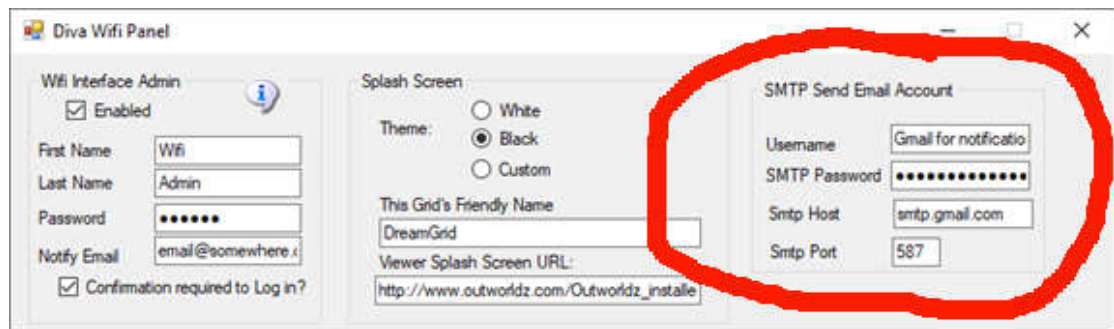 Diva Wifi Panel
Wifi Interface Admin
Enabled
First Name Wifi
Last Name Admin
Password ••••••
Notify Email email@somewhere.c
Confirmation required to Log in?
Splash Screen
Theme:
White
Black
Custom
This Grid's Friendly Name
DreamGrid
Viewer Splash Screen URL:
http://www.outworldz.com/Outworldz_installe
SMTP Send Email Account
Username Gmail for notificatio
SMTP Password •••••••••••••
Smtp Host smtp.gmail.com
Smtp Port 587